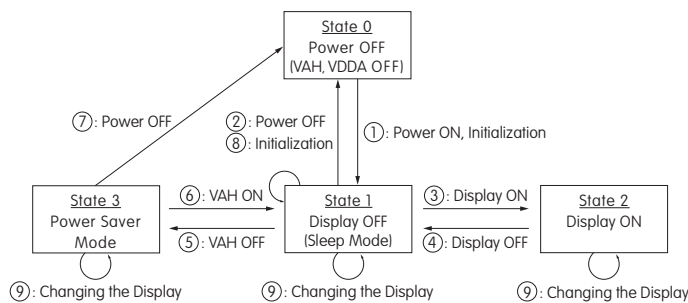 State 0
Power OFF
(VAH, VDDA OFF)
⑦: Power OFF
②: Power OFF
⑧: Initialization
①: Power ON, Initialization
State 3
Power Saver
Mode
⑥: VAH ON
⑤: VAH OFF
State 1
Display OFF
(Sleep Mode)
③: Display ON
④: Display OFF
State 2
Display ON
⑨: Changing the Display
⑨: Changing the Display
⑨: Changing the Display